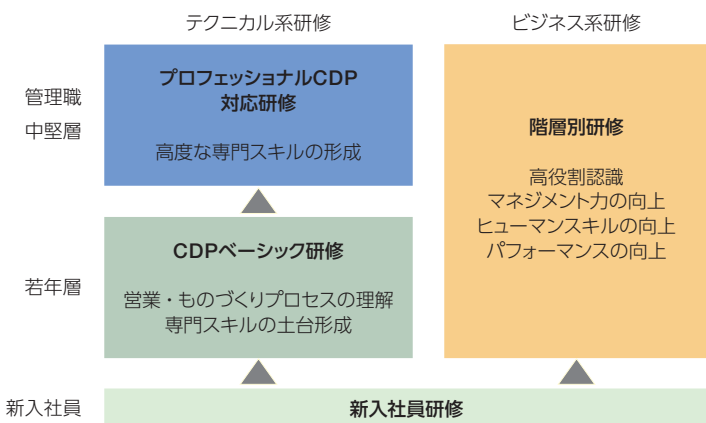 テクニカル系研修
ビジネス系研修
管理職
中堅層
プロフェッショナルCDP
対応研修
高度な専門スキルの形成
階層別研修
高役割認識
マネジメント力の向上
ヒューマンスキルの向上
パフォーマンスの向上
若年層
CDPベーシック研修
営業・ものづくりプロセスの理解
専門スキルの土台形成
新入社員
新入社員研修